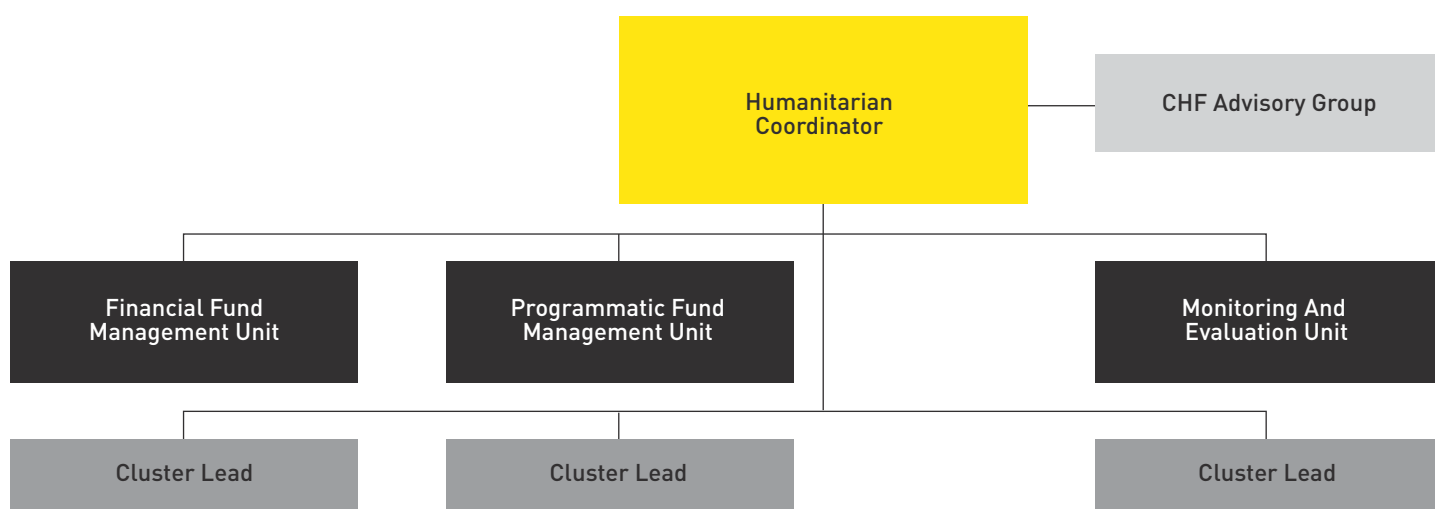 Humanitarian
Coordinator
CHF Advisory Group
Financial Fund
Management Unit
Programmatic Fund
Management Unit
Monitoring And
Evaluation Unit
Cluster Lead
Cluster Lead
Cluster Lead